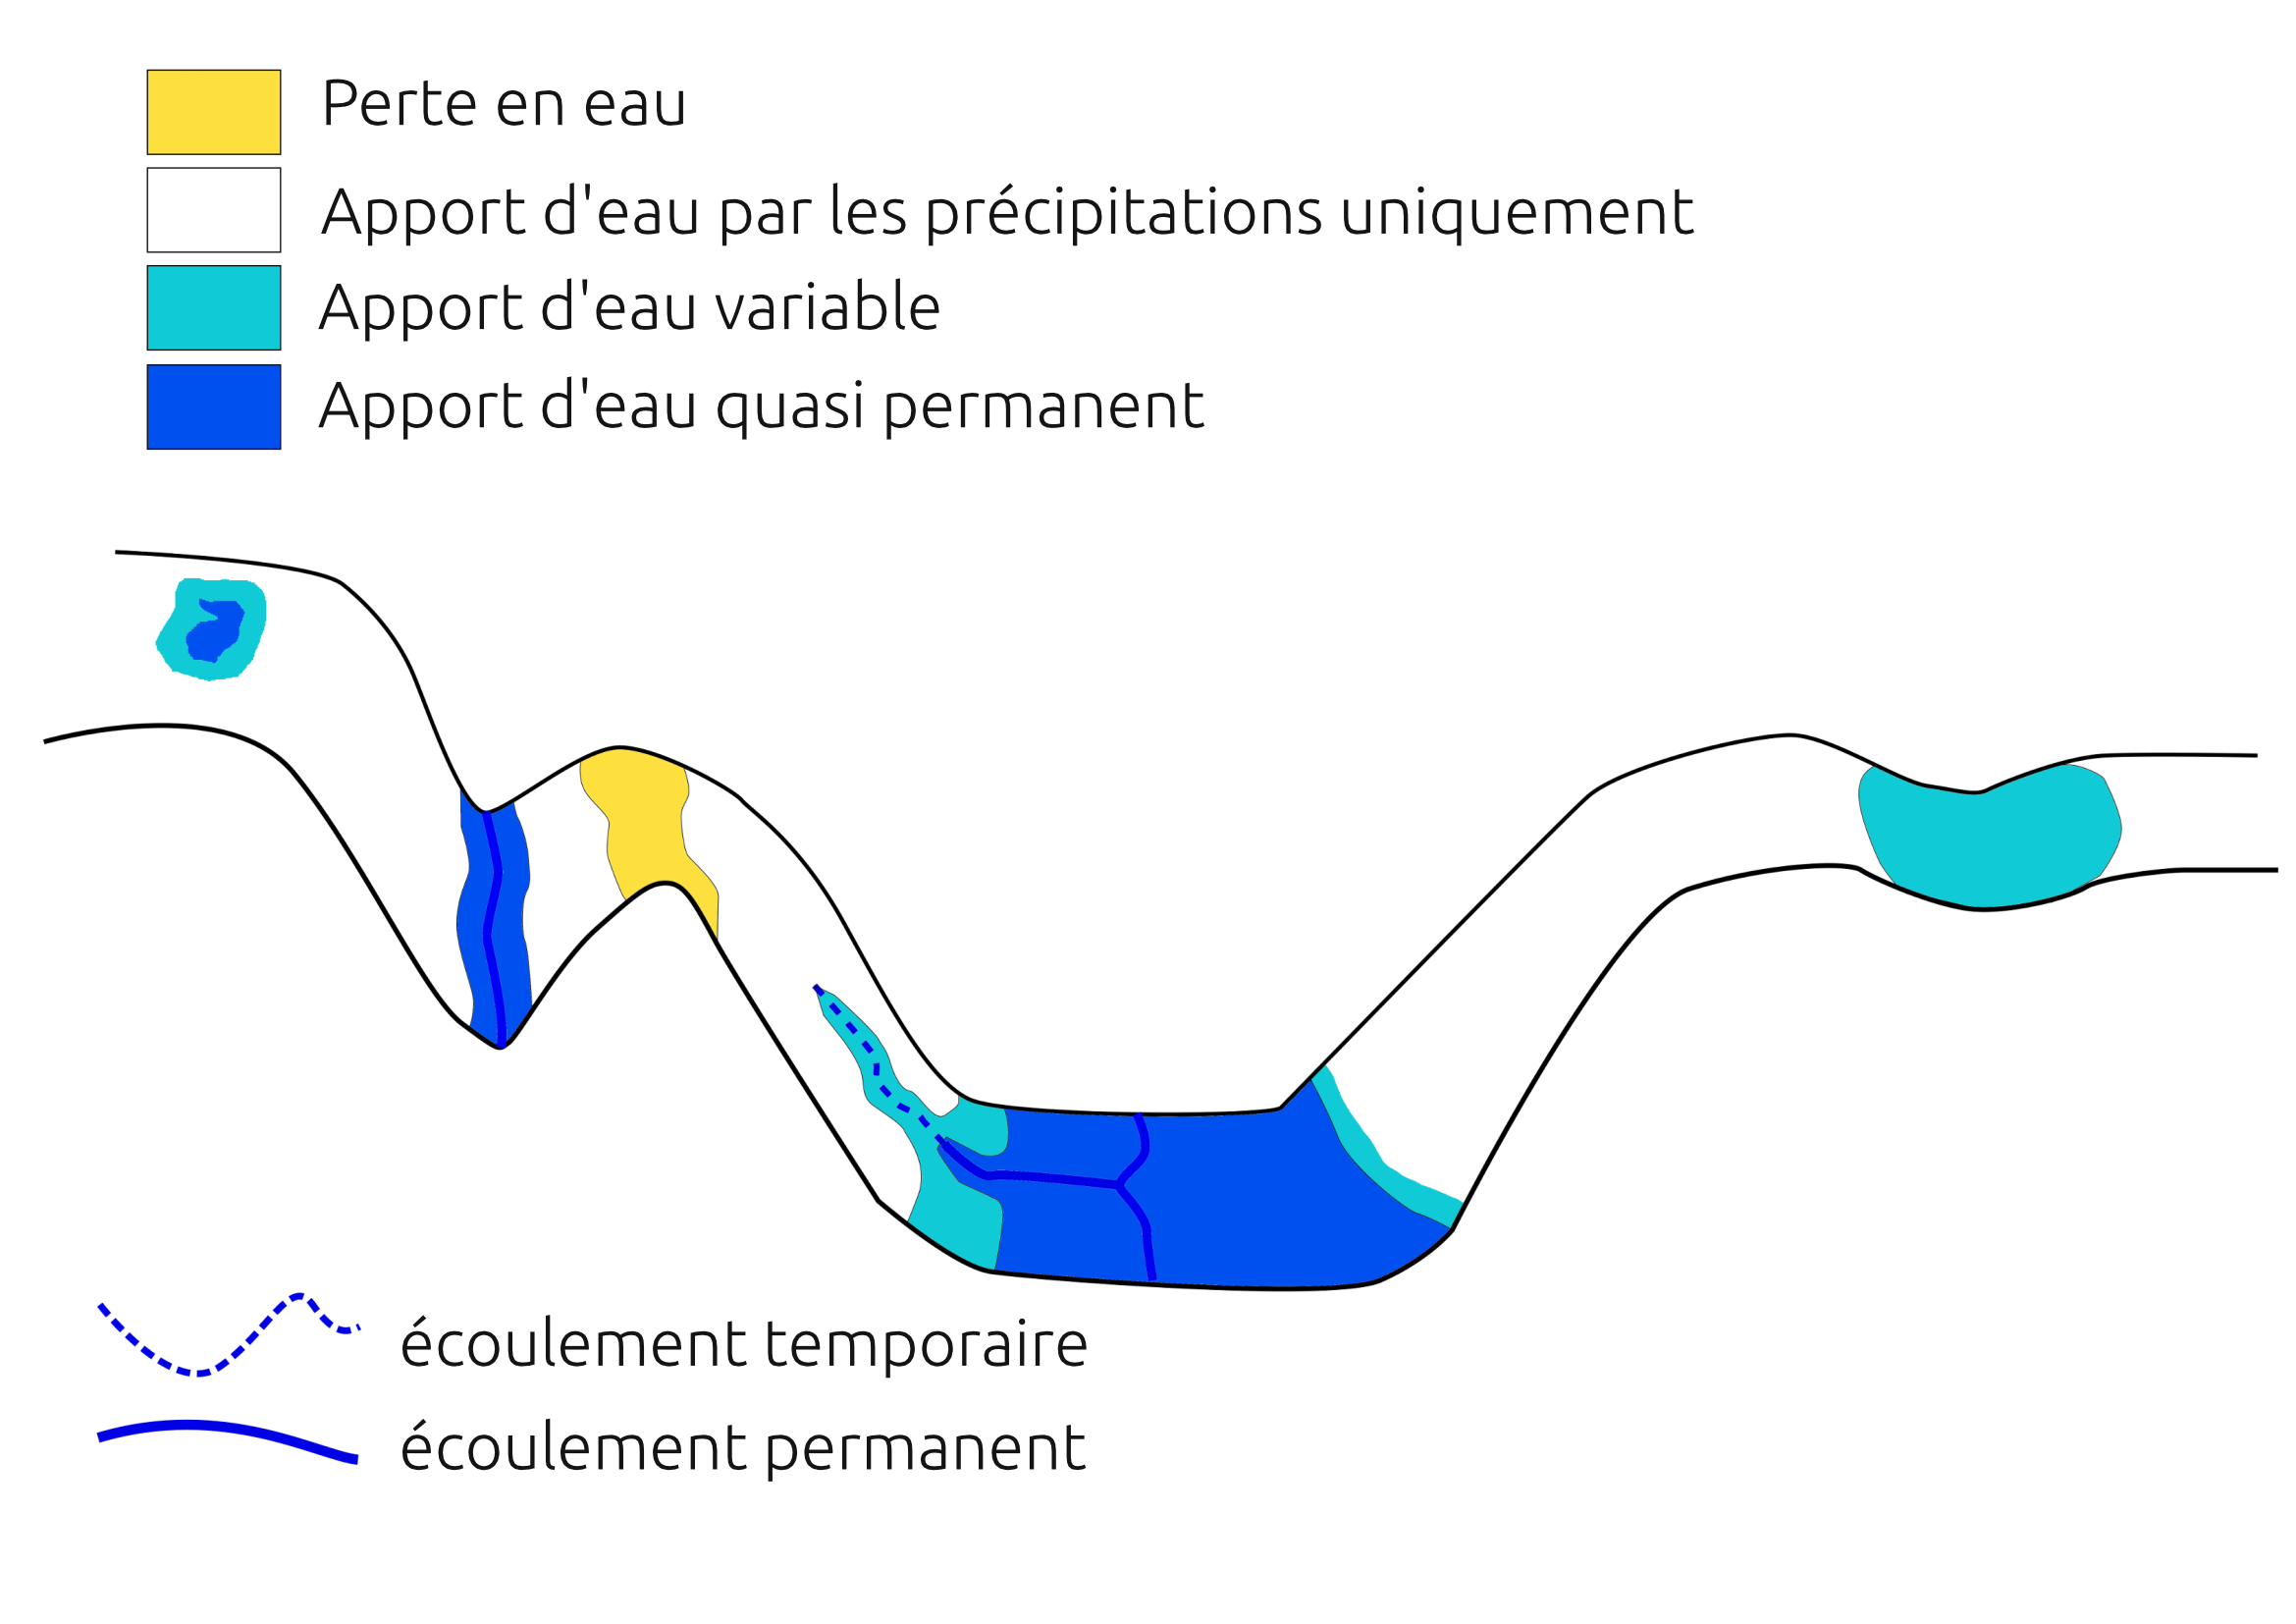 Perte en eau
Apport d'eau par les précipitations uniquement
Apport d'eau variable
Apport d'eau quasi permanent
écoulement temporaire
écoulement permanent